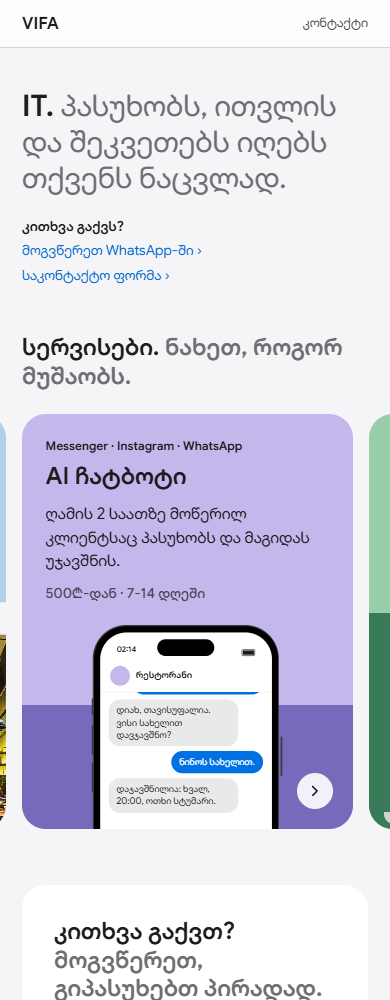 VIFA
კონტაქტი
IT. პასუხობს, ითვლის
და შეკვეთებს იღებს
თქვენს ნაცვლად.
კითხვა გაქვს?
მოგვწერეთ WhatsApp-ში ›
საკონტაქტო ფორმა ›
სერვისები. ნახეთ, როგორ
მუშაობს.
Messenger · Instagram · WhatsApp
AI ჩატბოტი
ღამის 2 საათზე მოწერილ
კლიენტსაც პასუხობს და მაგიდას
უჯავშნის.
500₾-დან · 7-14 დღეში
02:14
რესტორანი
დიახ, თავისუფალია.
ვისი სახელით
დავჯავშნო?
ნინოს სახელით.
დაჯავშნილია: ხვალ,
20:00, ოთხი სტუმარი.
კითხვა გაქვთ?
მოგვწერეთ,
გიპასუხებთ პირადად.